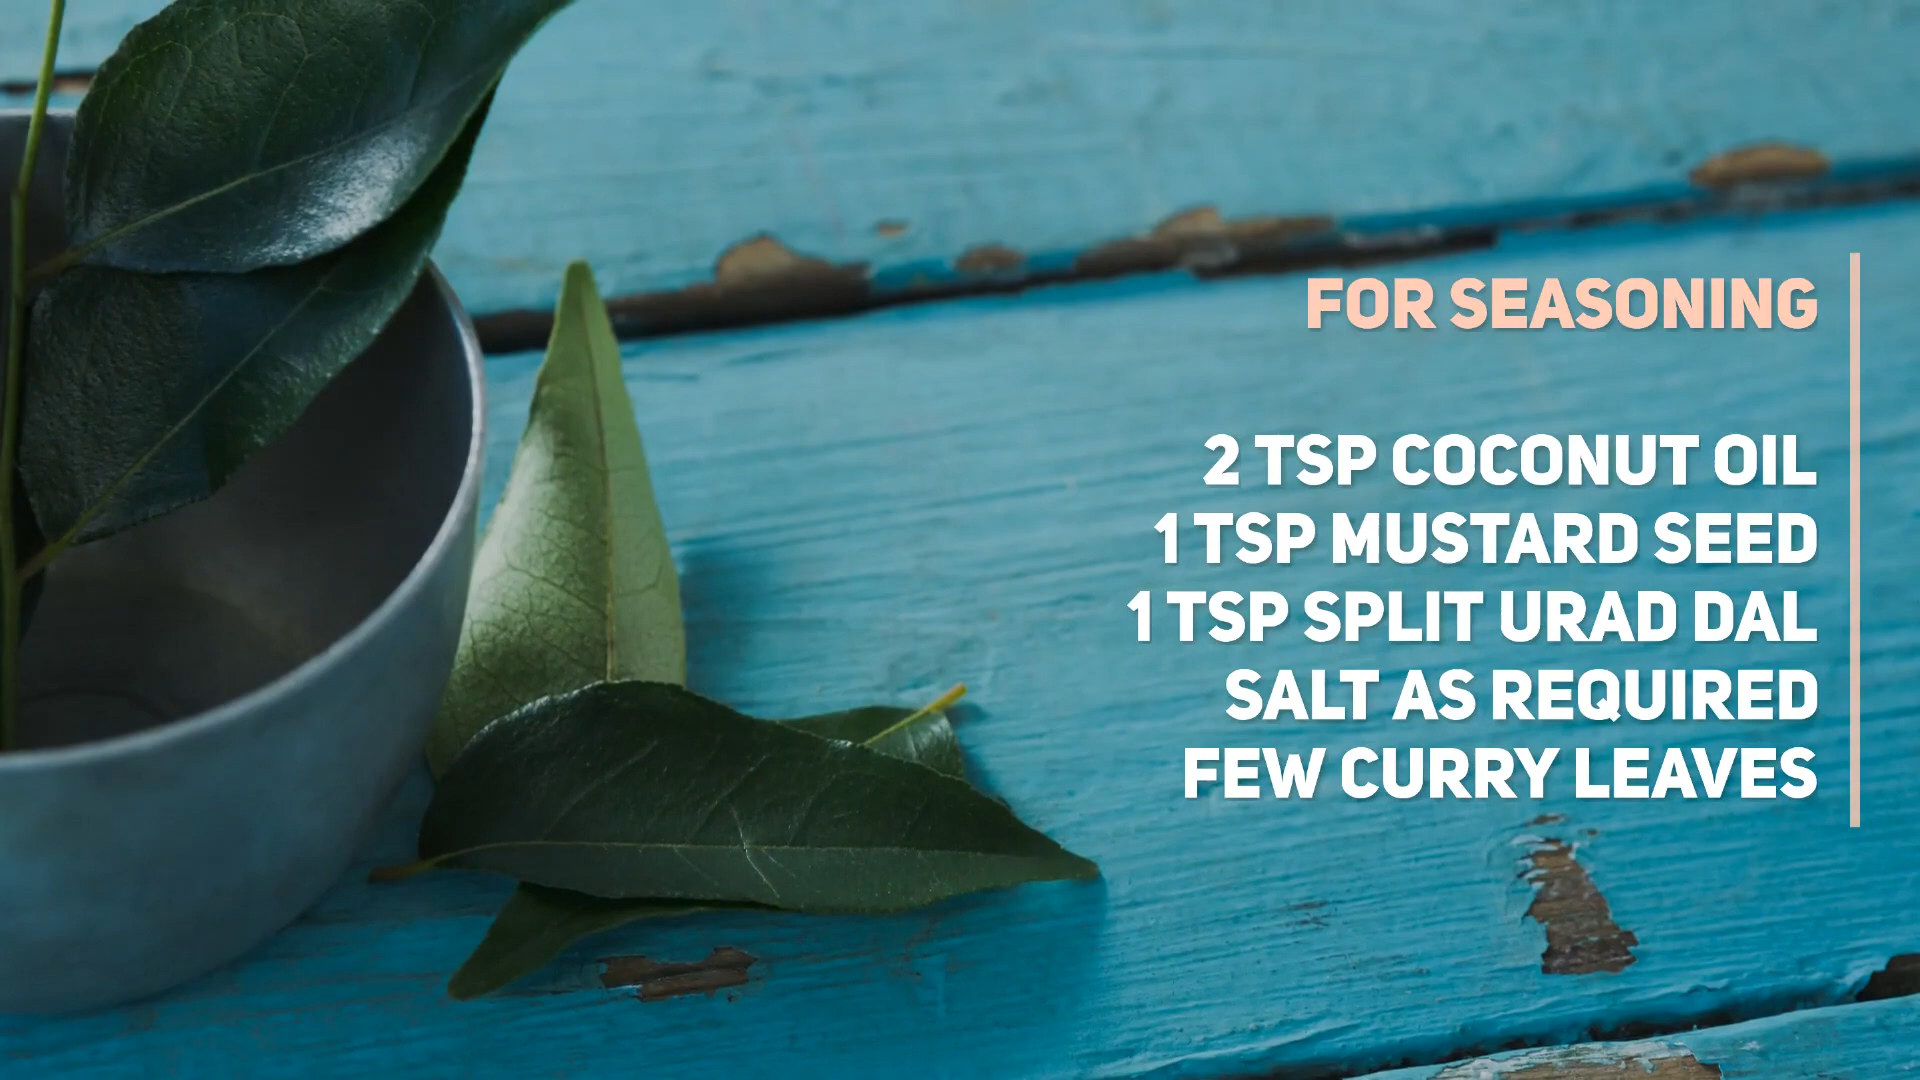 FOR SEASONING
2 TSP COCONUT OIL
1 TSP MUSTARD SEED
1 TSP SPLIT URAD DAL
SALT AS REQUIRED
FEW CURRY LEAVES